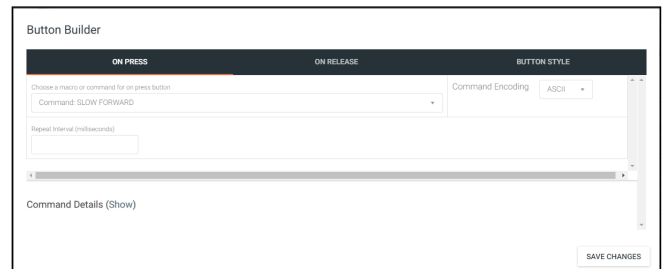 Button Builder
ON PRESS ON RELEASE BUTTON STYLE
Choose a macro or command for on press button
Command: SLOW FORWARD
Command Encoding ASCII
Repeat Interval (milliseconds)
Command Details (Show)
SAVE CHANGES